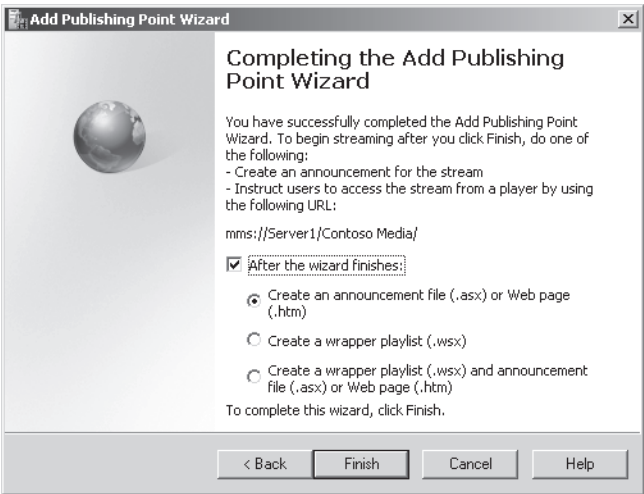 Add Publishing Point Wizard
Completing the Add Publishing
Point Wizard
You have successfully completed the Add Publishing Point
Wizard. To begin streaming after you click Finish, do one of
the following:
- Create an announcement for the stream
- Instruct users to access the stream from a player by using
the following URL:
mms://Server1/Contoso Media/
After the wizard finishes:
Create an announcement file (.asx) or Web page
(.htm)
Create a wrapper playlist (.wsx)
Create a wrapper playlist (.wsx) and announcement
file (.asx) or Web page (.htm)
To complete this wizard, click Finish.
< Back Finish Cancel Help